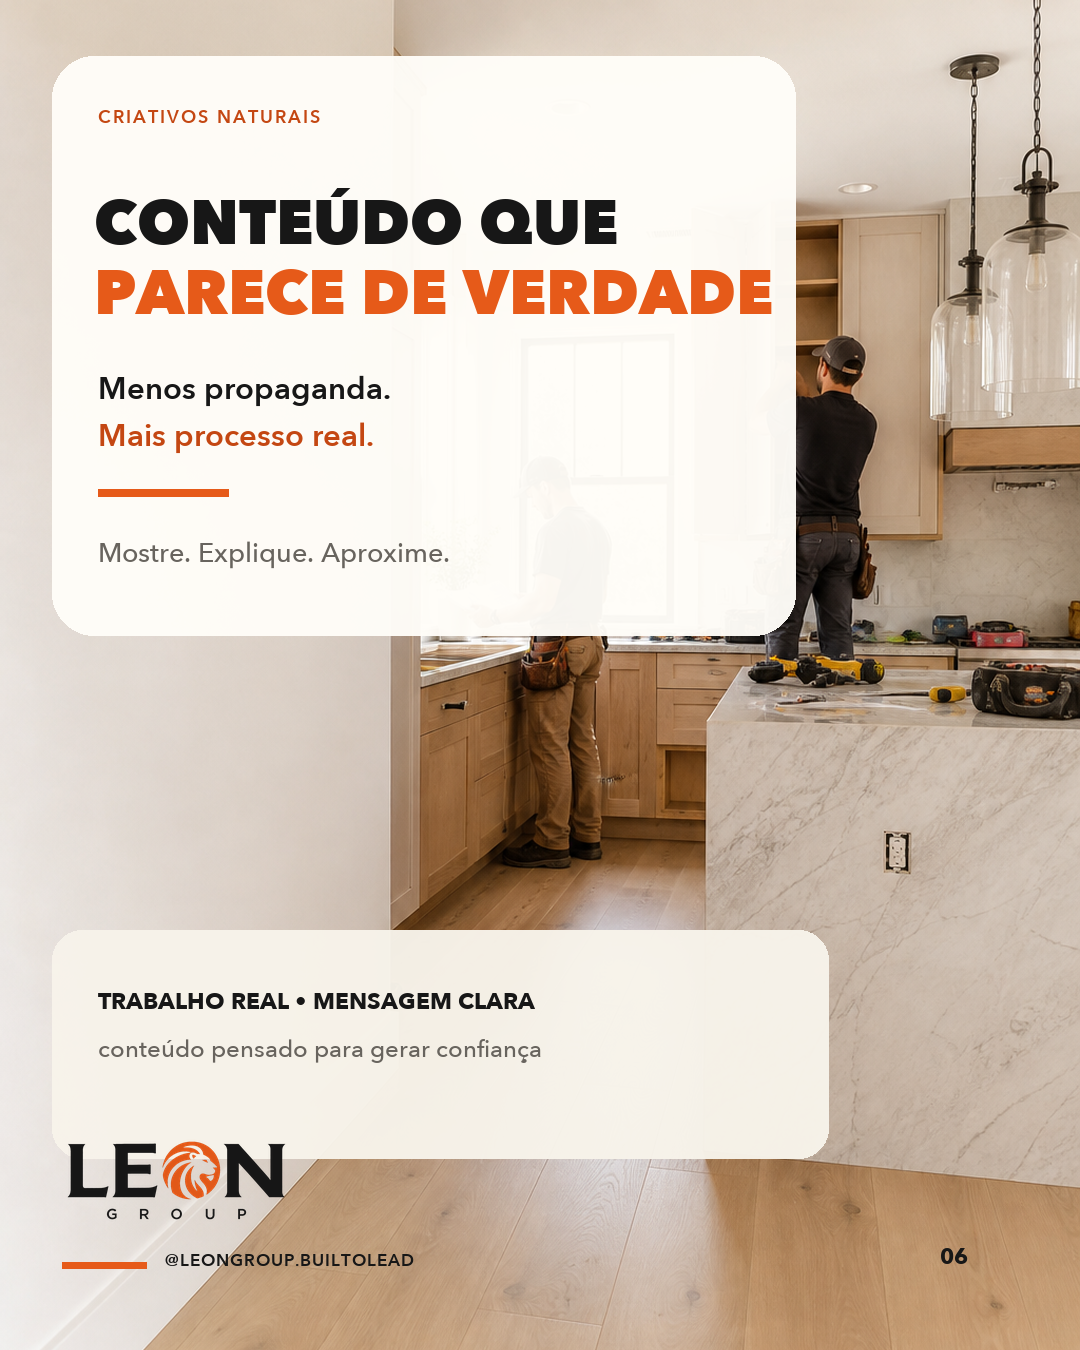 CRIATIVOS NATURAIS
CONTEÚDO QUE
PARECE DE VERDADE
Menos propaganda.
Mais processo real.
Mostre. Explique. Aproxime.
TRABALHO REAL • MENSAGEM CLARA
conteúdo pensado para gerar confiança
LEON
GROUP
@LEONGROUP.BUILTOLEAD
06